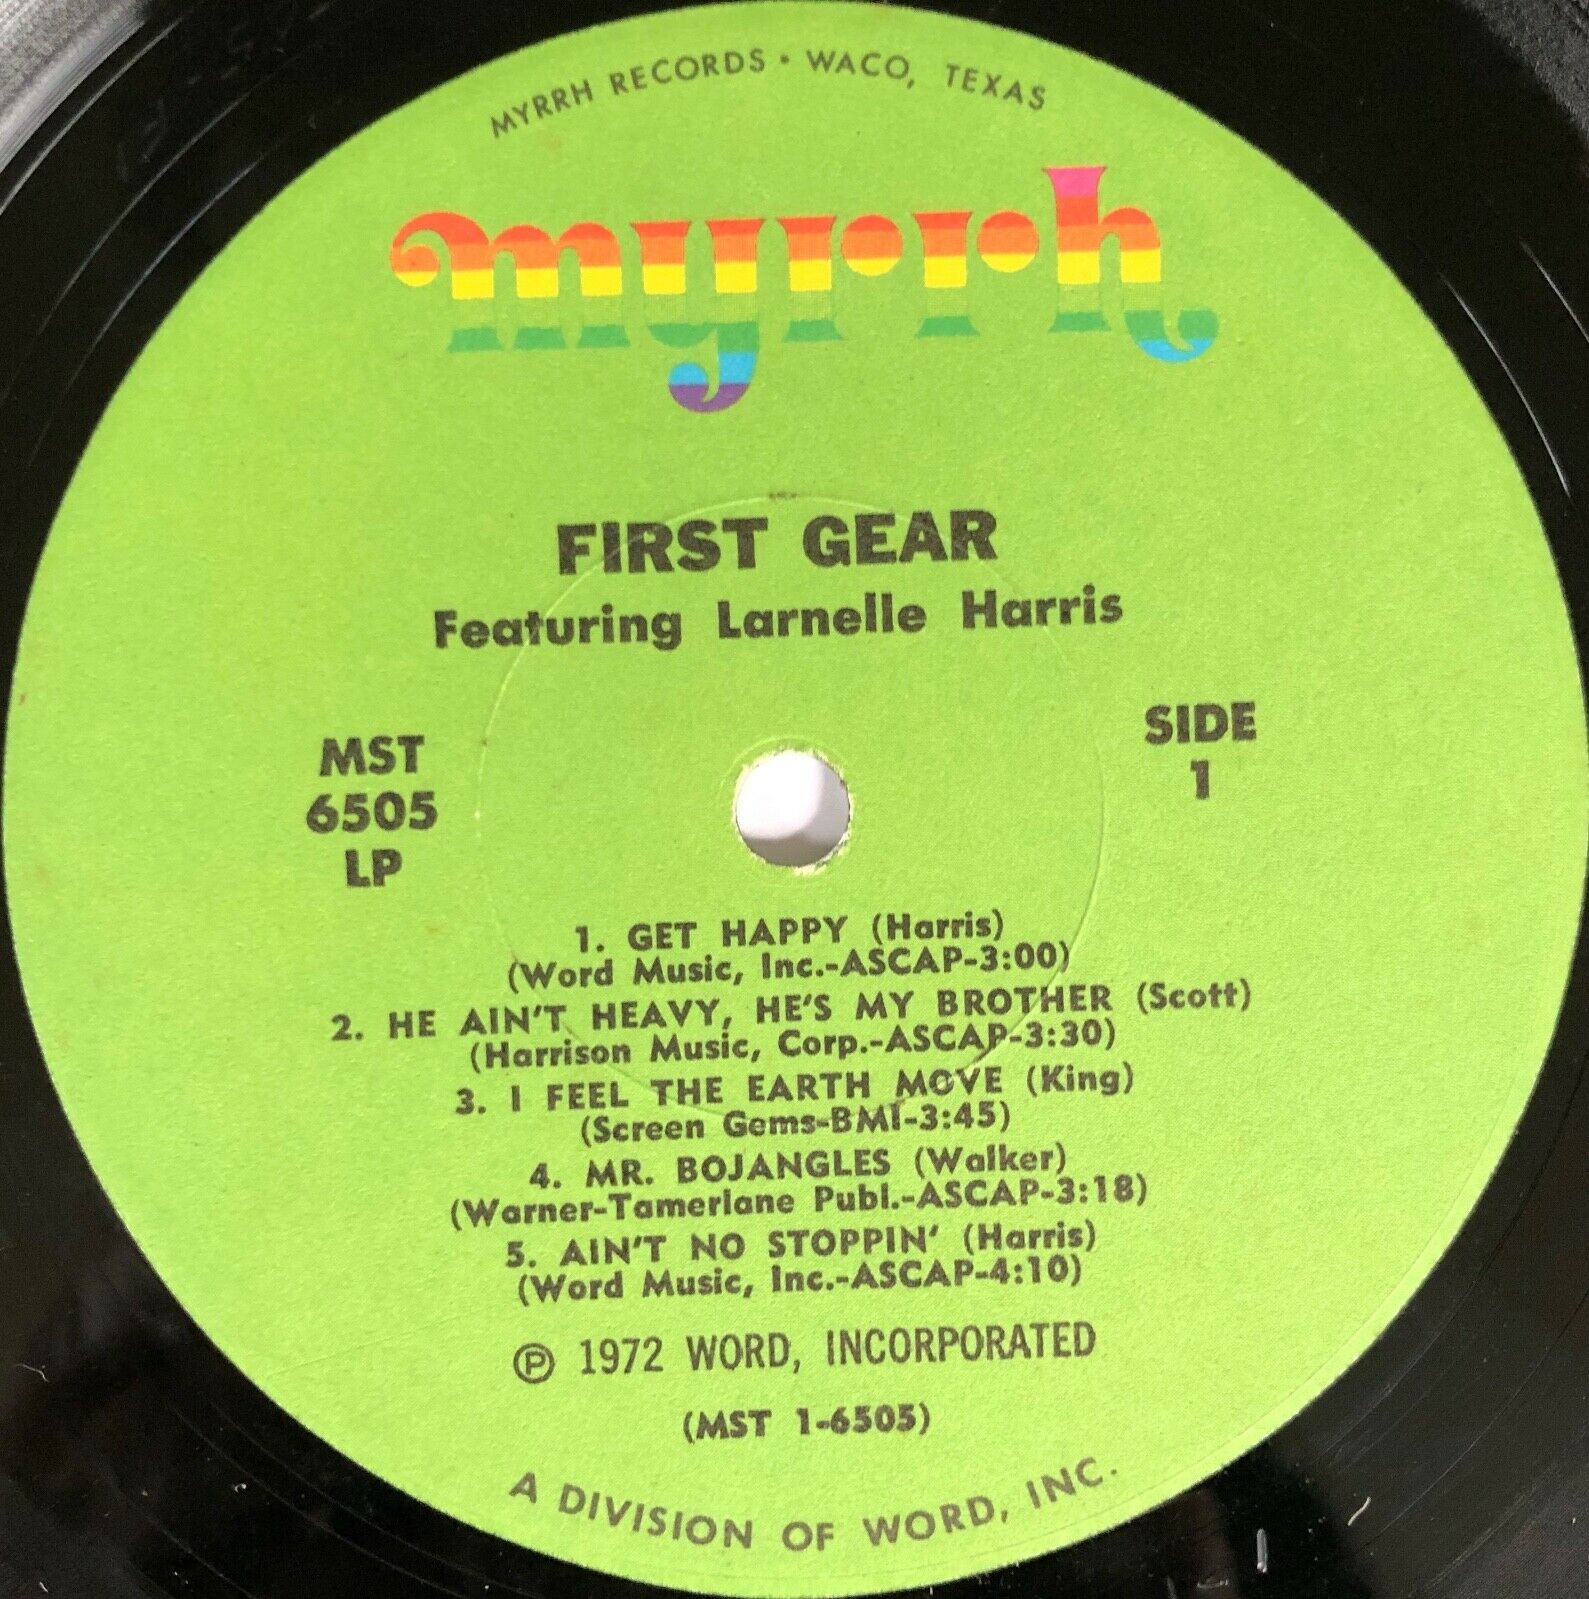 MYRRH RECORDS • WACO, TEXAS
myrrh
FIRST GEAR
Featuring Larnelle Harris
MST
6505
LP
SIDE
1
1. GET HAPPY (Harris)
(Word Music, Inc.-ASCAP-3:00)
2. HE AIN'T HEAVY, HE'S MY BROTHER (Scott)
(Harrison Music, Corp.-ASCAP-3:30)
3. I FEEL THE EARTH MOVE (King)
(Screen Gems-BMI-3:45)
4. MR. BOJANGLES (Walker)
(Warner-Tamerlane Publ.-ASCAP-3:18)
5. AIN'T NO STOPPIN' (Harris)
(Word Music, Inc.-ASCAP-4:10)
℗ 1972 WORD, INCORPORATED
(MST 1-6505)
A DIVISION OF WORD, INC.